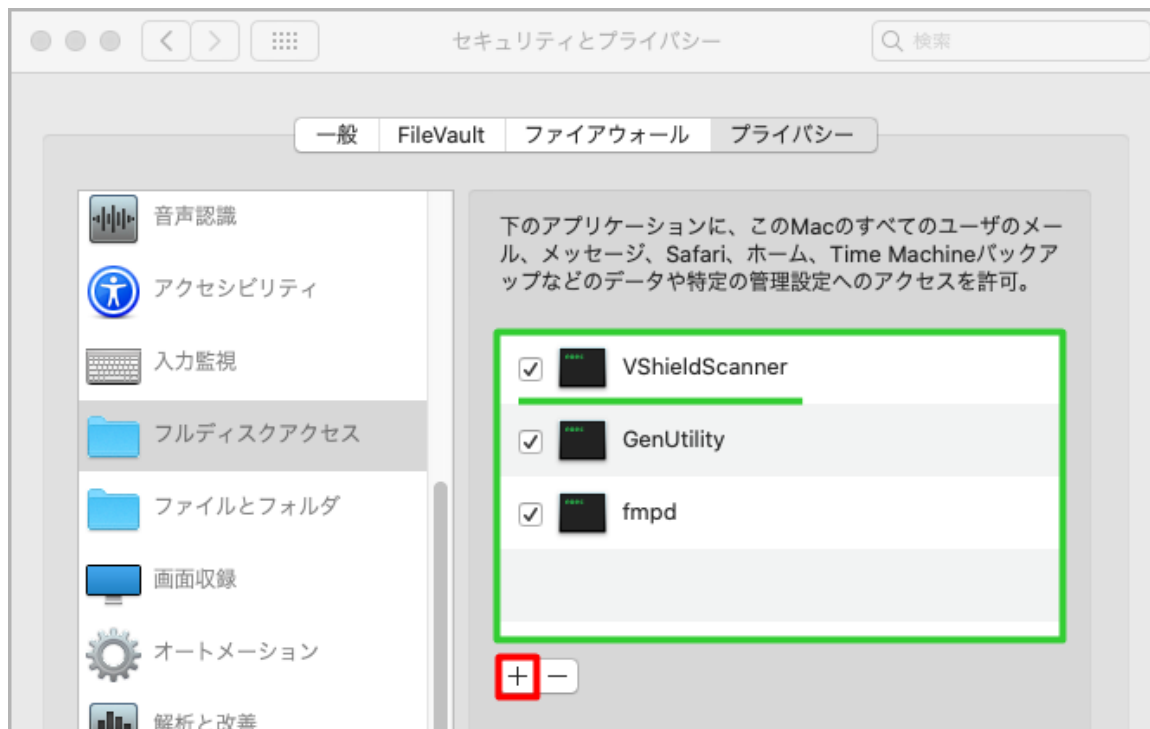 セキュリティとプライバシー
検索
一般
FileVault
ファイアウォール
プライバシー
音声認識
アクセシビリティ
入力監視
フルディスクアクセス
ファイルとフォルダ
画面収録
オートメーション
解析と改善
下のアプリケーションに、このMacのすべてのユーザのメー
ル、メッセージ、Safari、ホーム、Time Machineバックア
ップなどのデータや特定の管理設定へのアクセスを許可。
VShieldScanner
GenUtility
fmpd